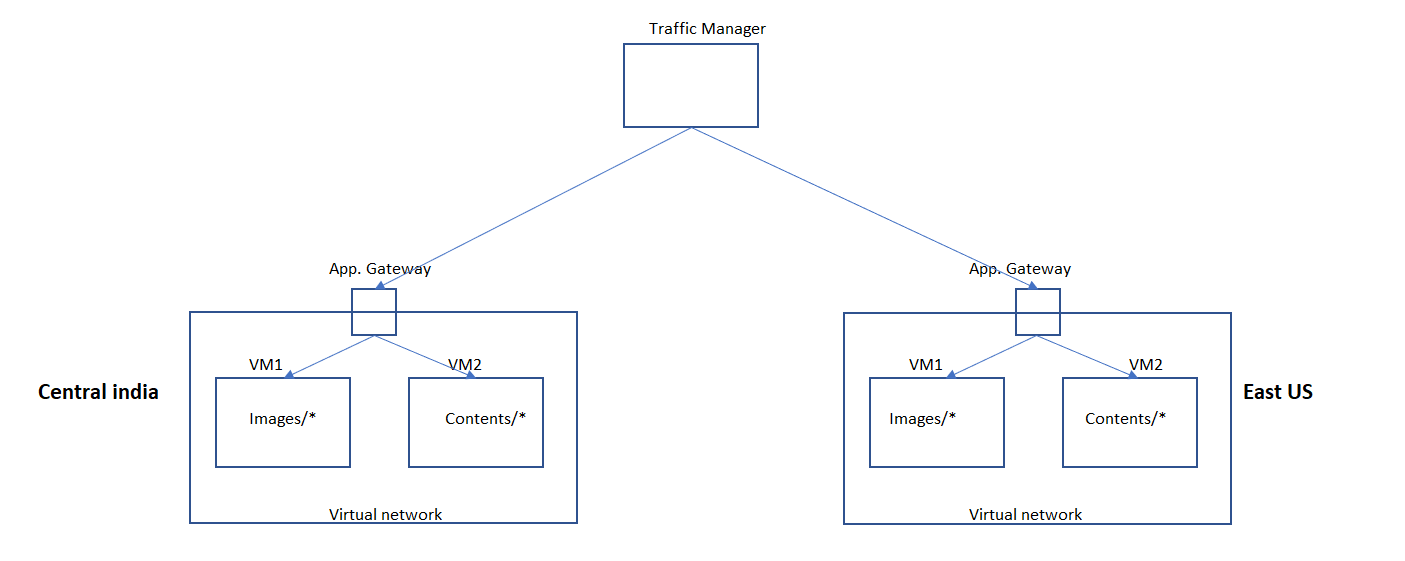 Traffic Manager
App. Gateway
App. Gateway
VM1
VM2
VM1
VM2
Central india
East US
Images/*
Contents/*
Images/*
Contents/*
Virtual network
Virtual network